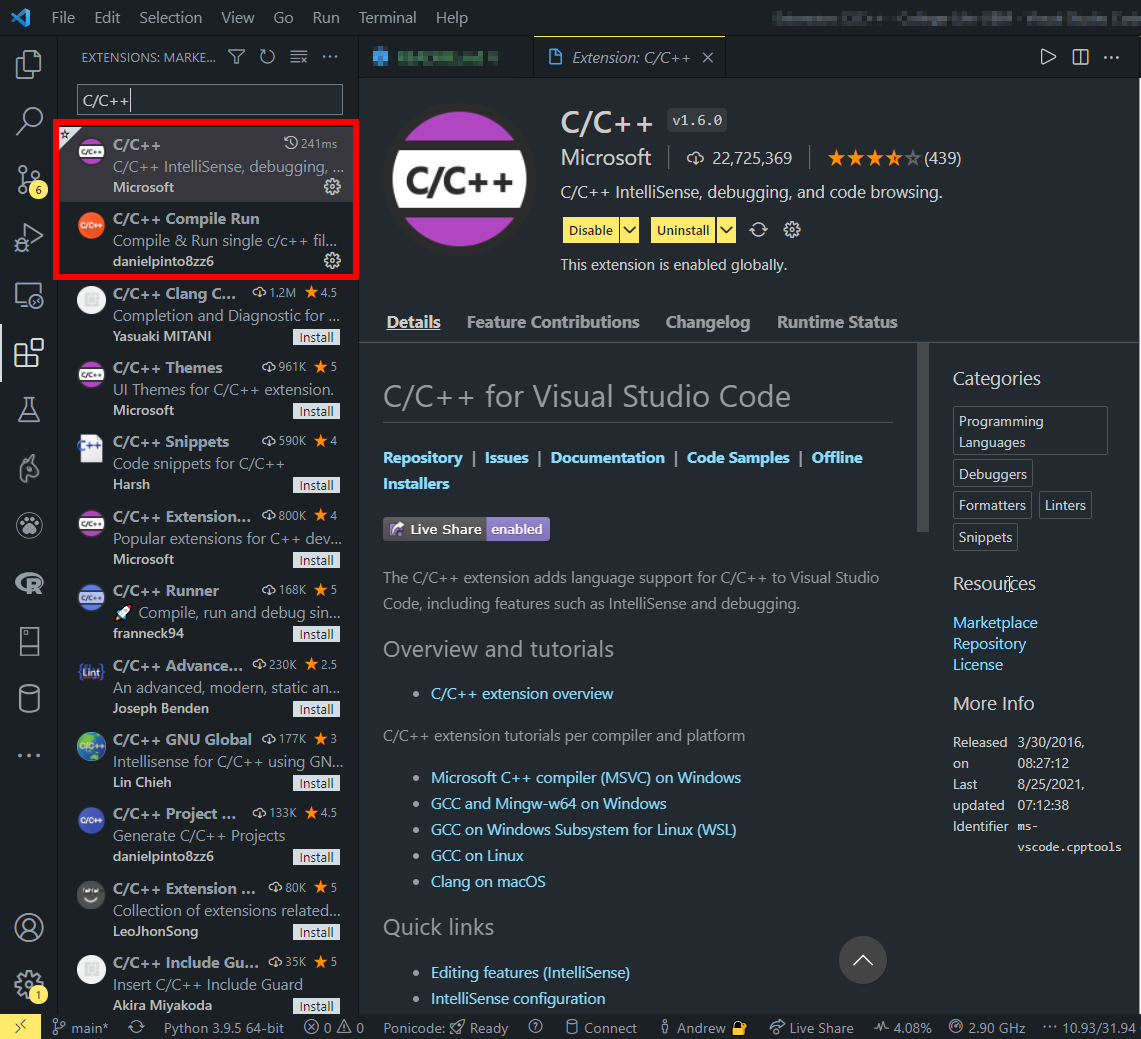 File Edit Selection View Go Run Terminal Help
EXTENSIONS: MARKE...
C/C++
C/C++ 241ms
C/C++ IntelliSense, debugging, ...
Microsoft
C/C++ Compile Run
Compile & Run single c/c++ fil...
danielpinto8zz6
C/C++ Clang C... 1.2M 4.5
Completion and Diagnostic for ...
Yasuaki MITANI Install
C/C++ Themes 961K 5
UI Themes for C/C++ extension.
Microsoft Install
C/C++ Snippets 590K 4
Code snippets for C/C++
Harsh Install
C/C++ Extension... 800K 4
Popular extensions for C++ dev...
Microsoft Install
C/C++ Runner 168K 5
🚀 Compile, run and debug sin...
franneck94 Install
C/C++ Advance... 230K 2.5
An advanced, modern, static an...
Joseph Benden Install
C/C++ GNU Global 177K 3
Intellisense for C/C++ using GN...
Lin Chieh Install
C/C++ Project ... 133K 4.5
Generate C/C++ Projects
danielpinto8zz6 Install
C/C++ Extension ... 80K 5
Collection of extensions related...
LeoJhonSong Install
C/C++ Include Gu... 35K 5
Insert C/C++ Include Guard
Akira Miyakoda Install
6
1
Extension: C/C++
C/C++
C/C++ v1.6.0
Microsoft 22,725,369 (439)
C/C++ IntelliSense, debugging, and code browsing.
Disable Uninstall
This extension is enabled globally.
Details Feature Contributions Changelog Runtime Status
C/C++ for Visual Studio Code
Repository | Issues | Documentation | Code Samples | Offline
Installers
Live Share enabled
The C/C++ extension adds language support for C/C++ to Visual Studio
Code, including features such as IntelliSense and debugging.
Overview and tutorials
C/C++ extension overview
C/C++ extension tutorials per compiler and platform
Microsoft C++ compiler (MSVC) on Windows
GCC and Mingw-w64 on Windows
GCC on Windows Subsystem for Linux (WSL)
GCC on Linux
Clang on macOS
Quick links
Editing features (IntelliSense)
IntelliSense configuration
Categories
Programming
Languages
Debuggers
Formatters Linters
Snippets
Resources
Marketplace
Repository
License
More Info
Released 3/30/2016,
on 08:27:12
Last 8/25/2021,
updated 07:12:38
Identifier ms-
vscode.cpptools
main* Python 3.9.5 64-bit 0 0 Ponicode: Ready Connect Andrew Live Share 4.08% 2.90 GHz 10.93/31.94